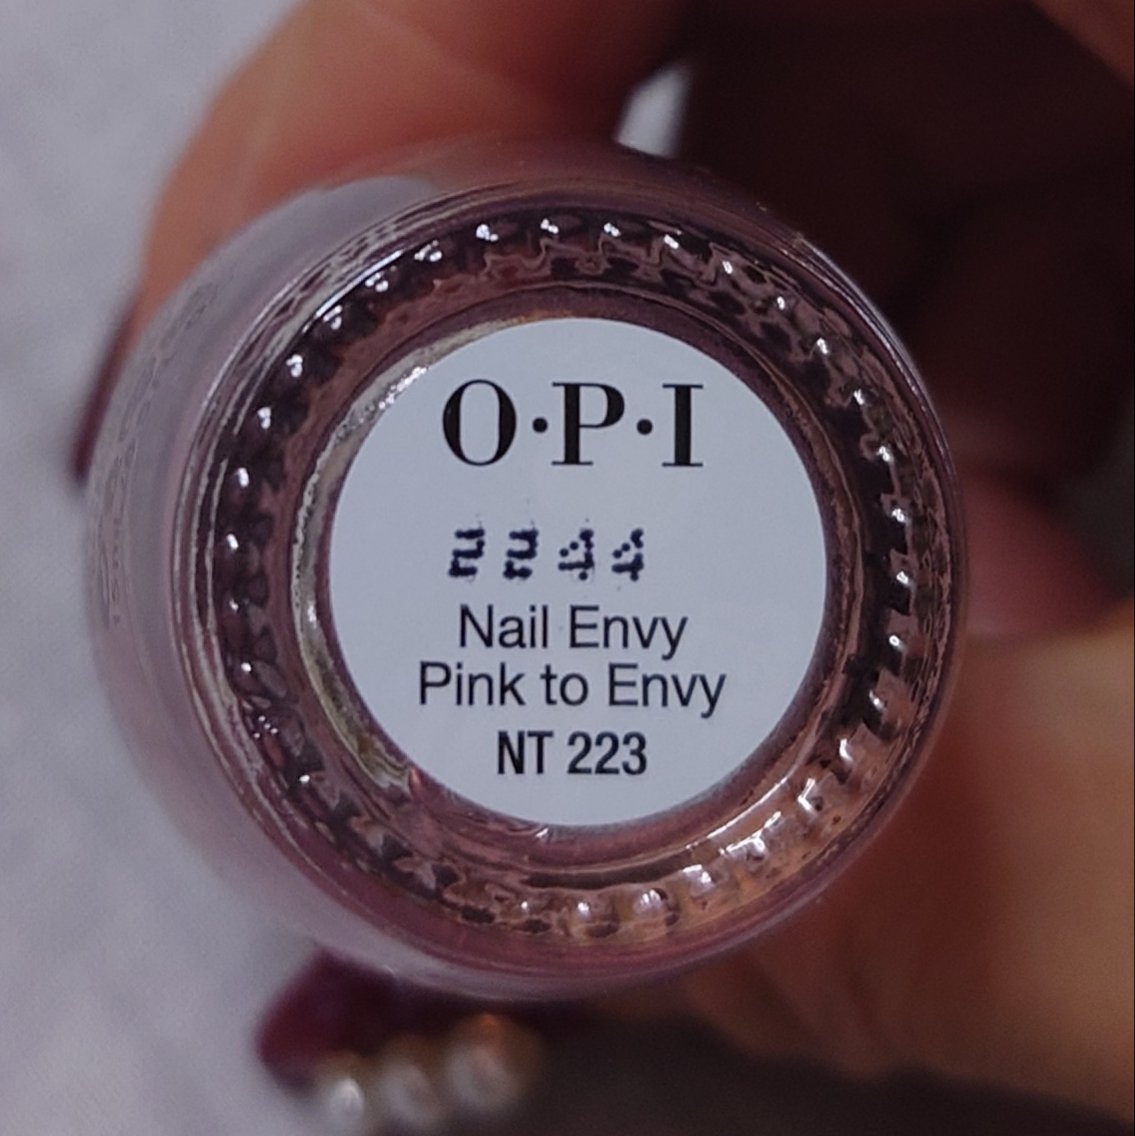 O·P·I
2244
Nail Envy
Pink to Envy
NT 223